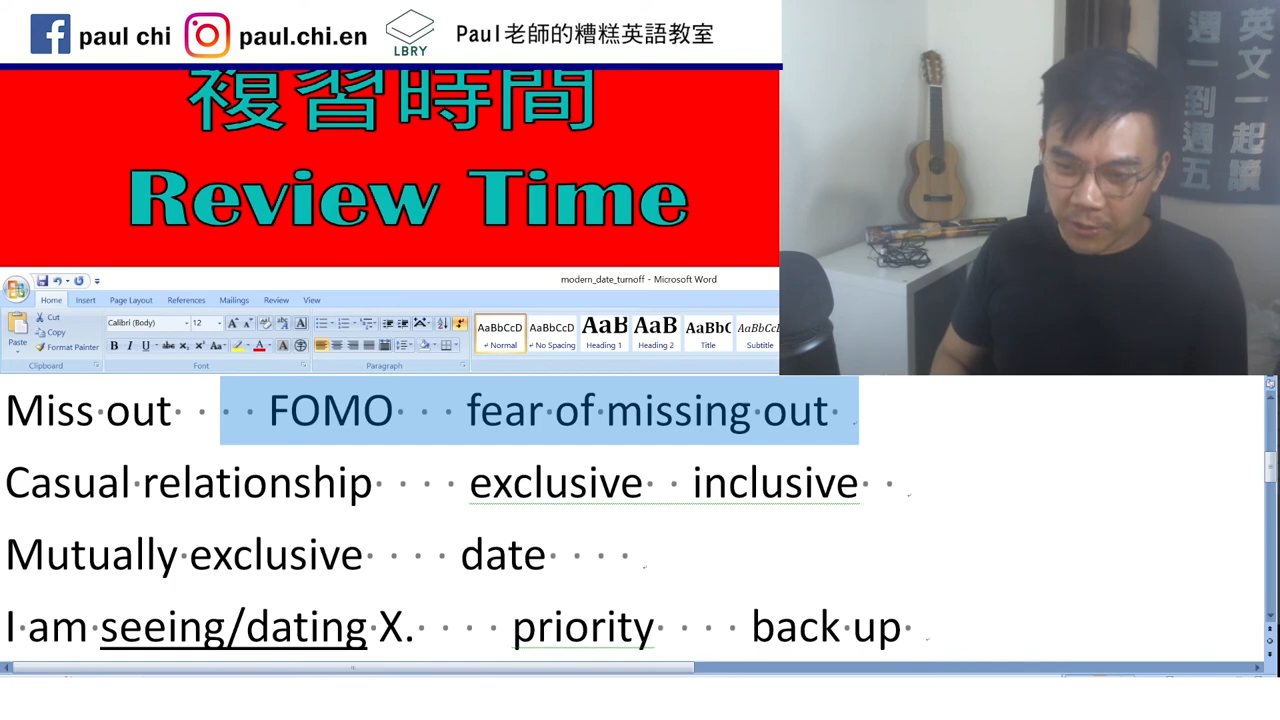 paul chi paul.chi.en LBRY Paul老師的糟糕英語教室
英文一起讀
週一到週五
複習時間
Review Time
modern_date_turnoff - Microsoft Word
Home Insert Page Layout References Mailings Review View
Cut
Copy
Format Painter
Paste
Calibri (Body) 12
AaBbCcD AaBbCcD AaBb AaB AaBbC AaBbCcD
Normal No Spacing Heading 1 Heading 2 Title Subtitle
Clipboard Font Paragraph
Miss out FOMO fear of missing out
Casual relationship exclusive inclusive
Mutually exclusive date
I am seeing/dating X. priority back up